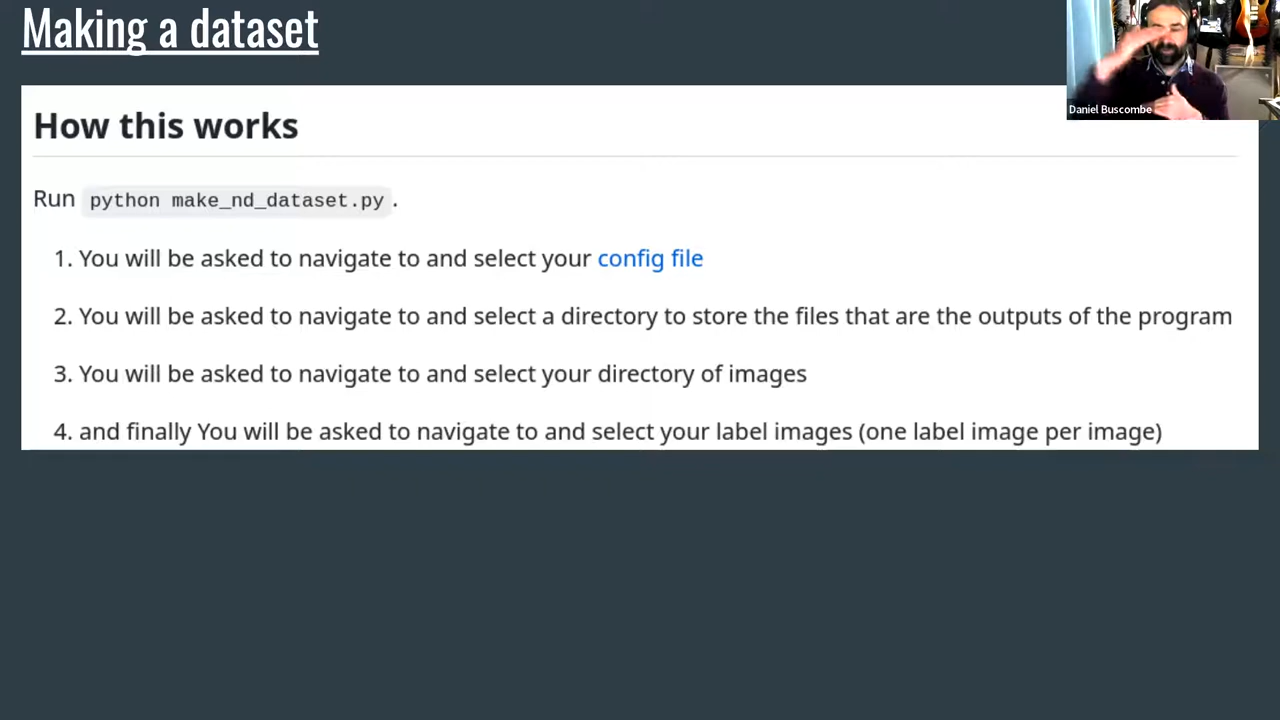 Making a dataset
Daniel Buscombe
How this works
Run python make_nd_dataset.py .
1. You will be asked to navigate to and select your config file
2. You will be asked to navigate to and select a directory to store the files that are the outputs of the program
3. You will be asked to navigate to and select your directory of images
4. and finally You will be asked to navigate to and select your label images (one label image per image)